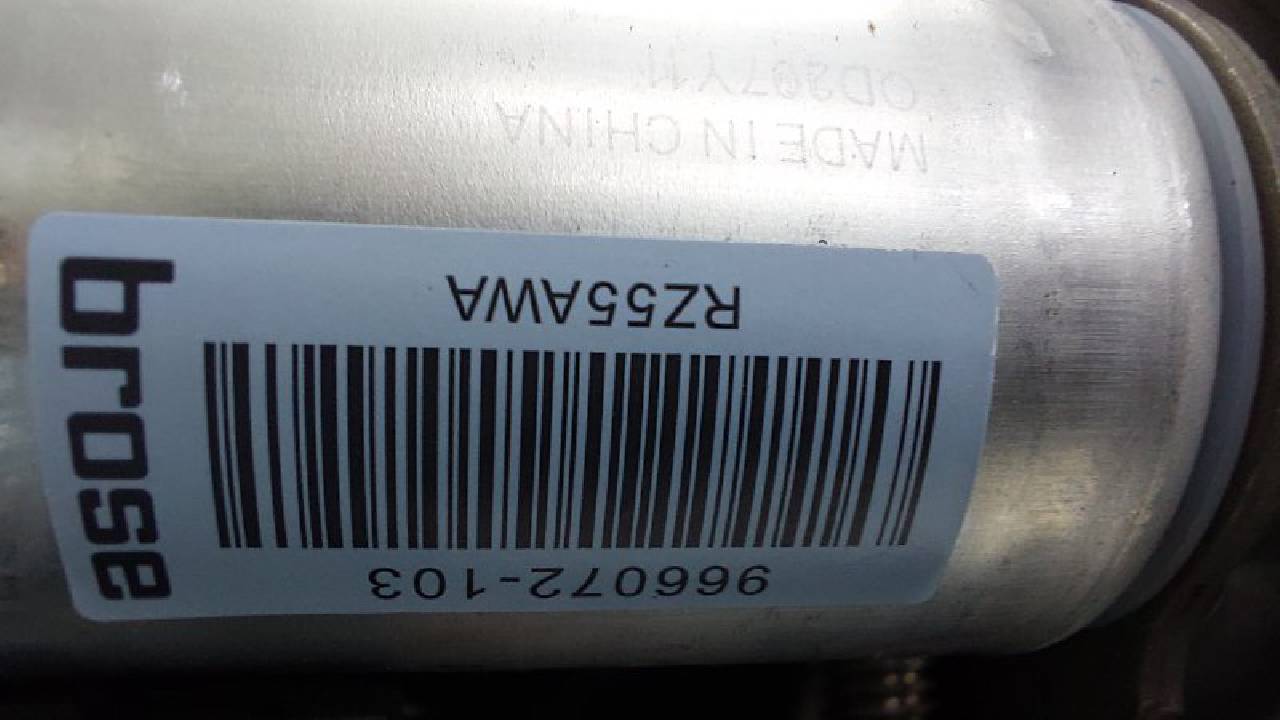 brose
966072-103
RZ55AWA
MADE IN CHINA